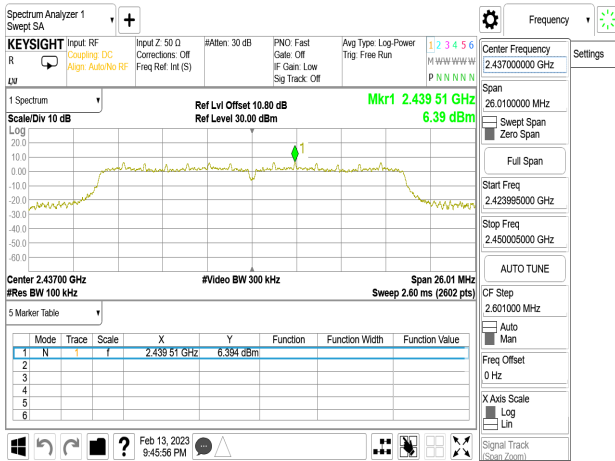 Spectrum Analyzer 1
Swept SA
Frequency
KEYSIGHT
R
Input: RF
Coupling: DC
Align: Auto/No RF
Input Z: 50 Ω
Corrections: Off
Freq Ref: Int (S)
#Atten: 30 dB
PNO: Fast
Gate: Off
IF Gain: Low
Sig Track: Off
Avg Type: Log-Power
Trig: Free Run
1 2 3 4 5 6
M W W W W W
P N N N N N
1 Spectrum
Scale/Div 10 dB
Ref Lvl Offset 10.80 dB
Ref Level 30.00 dBm
Mkr1 2.439 51 GHz
6.39 dBm
Log
20.0
10.0
0.00
-10.0
-20.0
-30.0
-40.0
-50.0
-60.0
1
Center 2.43700 GHz
#Res BW 100 kHz
#Video BW 300 kHz
Span 26.01 MHz
Sweep 2.60 ms (2602 pts)
5 Marker Table
Mode Trace Scale X Y Function Function Width Function Value
1 N 1 f 2.439 51 GHz 6.394 dBm
2
3
4
5
6
Feb 13, 2023
9:45:56 PM
Center Frequency
2.437000000 GHz
Settings
Span
26.0100000 MHz
Swept Span
Zero Span
Full Span
Start Freq
2.423995000 GHz
Stop Freq
2.450005000 GHz
AUTO TUNE
CF Step
2.601000 MHz
Auto
Man
Freq Offset
0 Hz
X Axis Scale
Log
Lin
Signal Track
(Span Zoom)